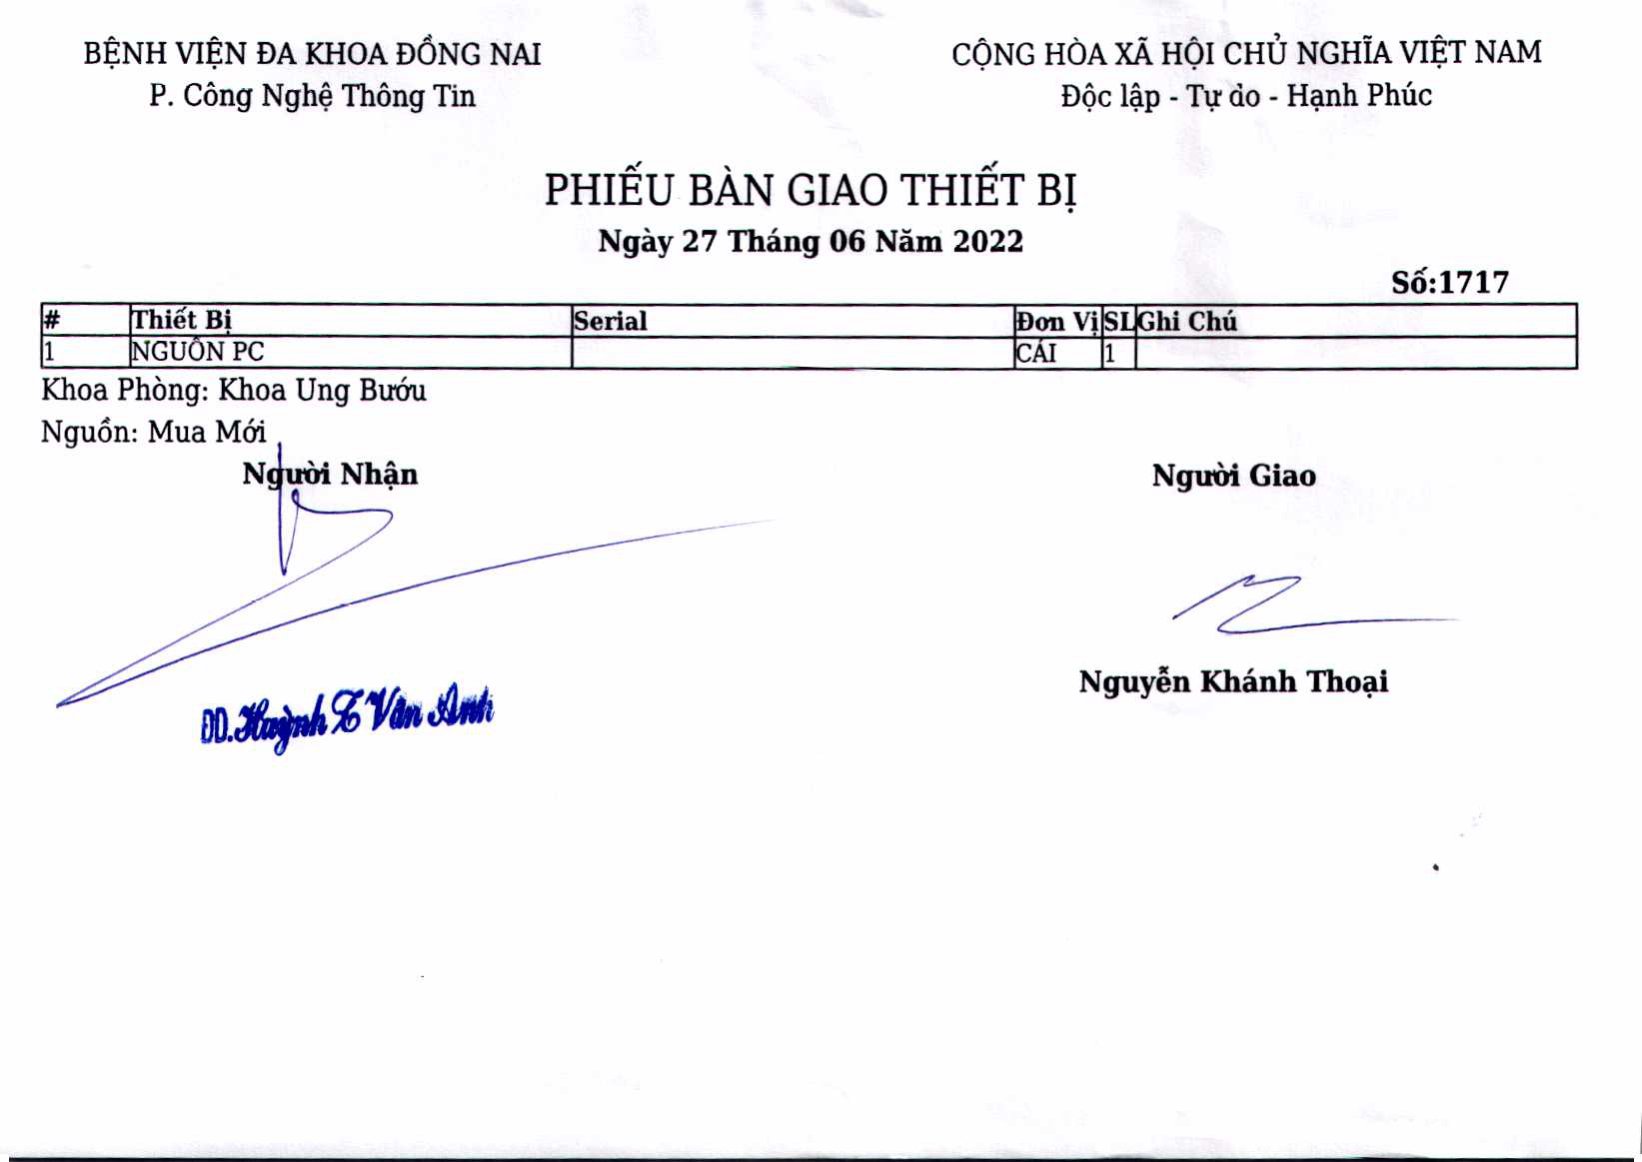 BỆNH VIỆN ĐA KHOA ĐỒNG NAI
P. Công Nghệ Thông Tin
CỘNG HÒA XÃ HỘI CHỦ NGHĨA VIỆT NAM
Độc lập - Tự do - Hạnh Phúc
PHIẾU BÀN GIAO THIẾT BỊ
Ngày 27 Tháng 06 Năm 2022
Số:1717
# Thiết Bị Serial Đơn Vị SL Ghi Chú
1 NGUỒN PC CÁI 1
Khoa Phòng: Khoa Ung Bướu
Nguồn: Mua Mới
Người Nhận Người Giao
Nguyễn Khánh Thoại
ĐD. Huỳnh T Vân Anh